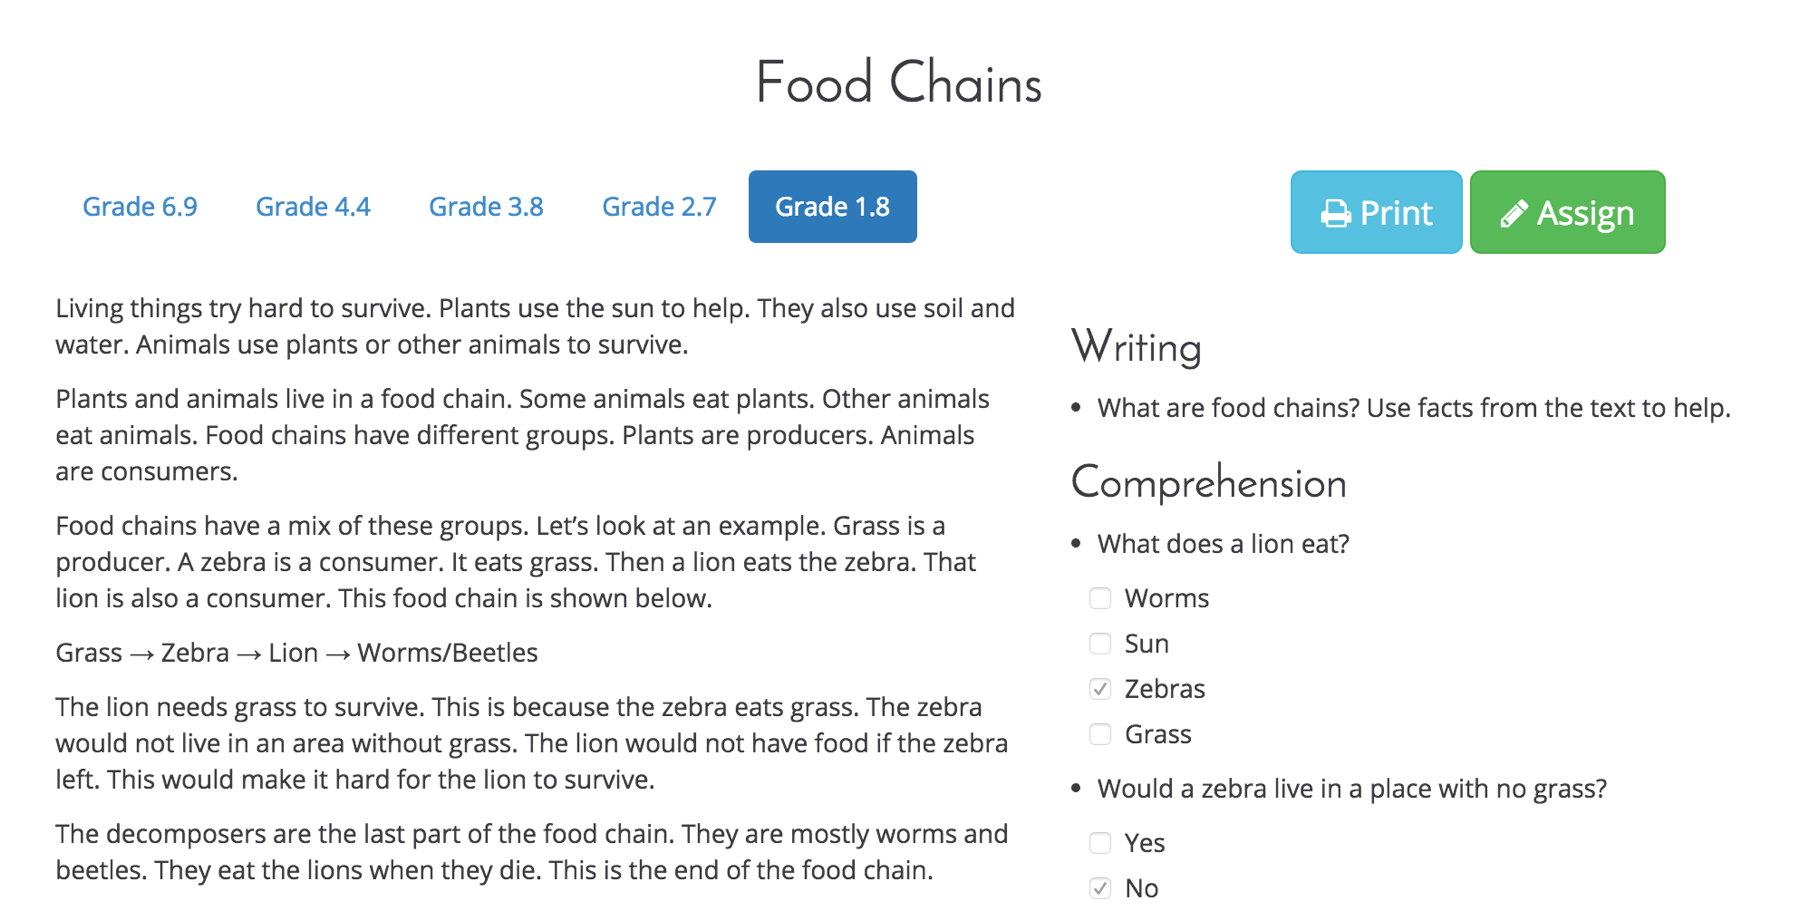 Food Chains
Grade 6.9 Grade 4.4 Grade 3.8 Grade 2.7 Grade 1.8
Print Assign
Living things try hard to survive. Plants use the sun to help. They also use soil and
water. Animals use plants or other animals to survive.
Plants and animals live in a food chain. Some animals eat plants. Other animals
eat animals. Food chains have different groups. Plants are producers. Animals
are consumers.
Food chains have a mix of these groups. Let’s look at an example. Grass is a
producer. A zebra is a consumer. It eats grass. Then a lion eats the zebra. That
lion is also a consumer. This food chain is shown below.
Grass → Zebra → Lion → Worms/Beetles
The lion needs grass to survive. This is because the zebra eats grass. The zebra
would not live in an area without grass. The lion would not have food if the zebra
left. This would make it hard for the lion to survive.
The decomposers are the last part of the food chain. They are mostly worms and
beetles. They eat the lions when they die. This is the end of the food chain.
Writing
• What are food chains? Use facts from the text to help.
Comprehension
• What does a lion eat?
Worms
Sun
Zebras
Grass
• Would a zebra live in a place with no grass?
Yes
No